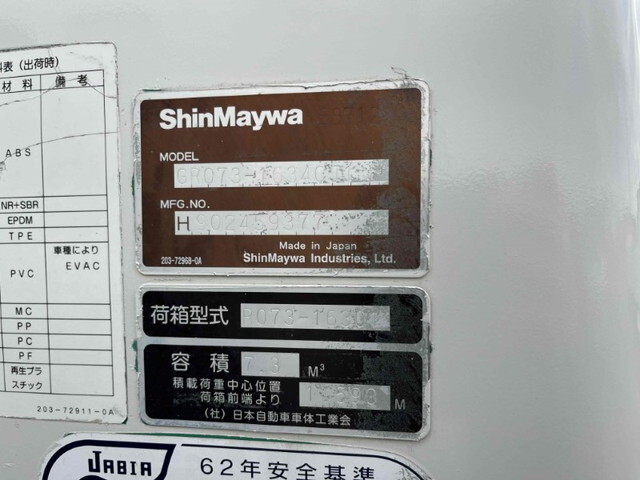 料表（出荷時）
材料 備考
ABS
NR+SBR
EPDM
TPE
車種により
PVC EVAC
MC
PP
PC
PF
再生プラ
スチック
203-72911-0A
ShinMaywa
MODEL
MFG.NO.
H
Made in Japan
203-72968-0A ShinMaywa Industries, Ltd.
荷箱型式
容積 M³
積載荷重中心位置
荷箱前端より M
（社）日本自動車車体工業会
JABIA 62年安全基準